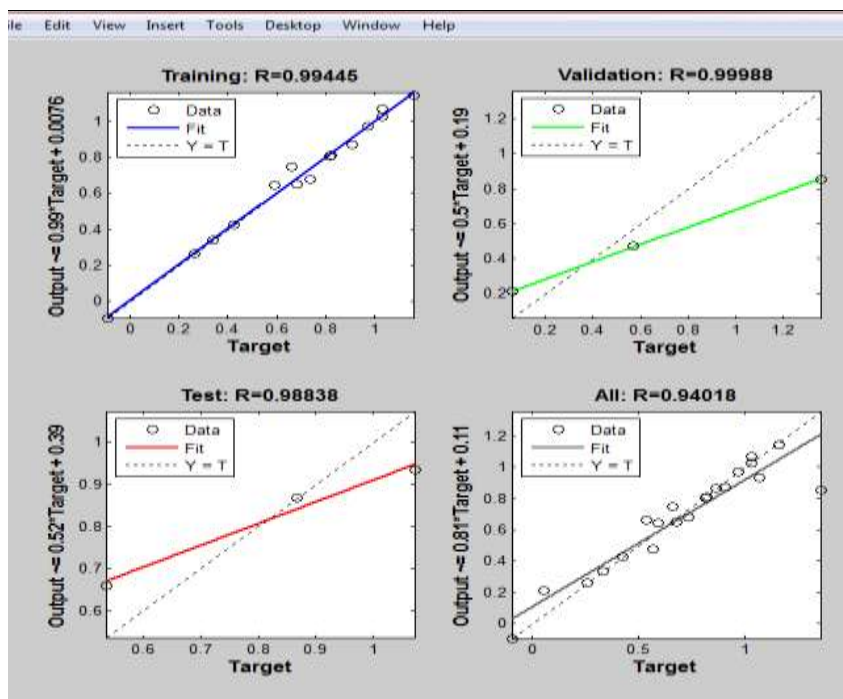 ile Edit View Insert Tools Desktop Window Help
Training: R=0.99445
Output ~= 0.99*Target + 0.0076
Data
Fit
Y = T
1
0.8
0.6
0.4
0.2
0
0 0.2 0.4 0.6 0.8 1
Target
Validation: R=0.99988
Output ~= 0.5*Target + 0.19
Data
Fit
Y = T
1.2
1
0.8
0.6
0.4
0.2
0.2 0.4 0.6 0.8 1 1.2
Target
Test: R=0.98838
Output ~= 0.52*Target + 0.39
Data
Fit
Y = T
1
0.9
0.8
0.7
0.6
0.6 0.7 0.8 0.9 1
Target
All: R=0.94018
Output ~= 0.81*Target + 0.11
Data
Fit
Y = T
1.2
1
0.8
0.6
0.4
0.2
0
0 0.5 1
Target